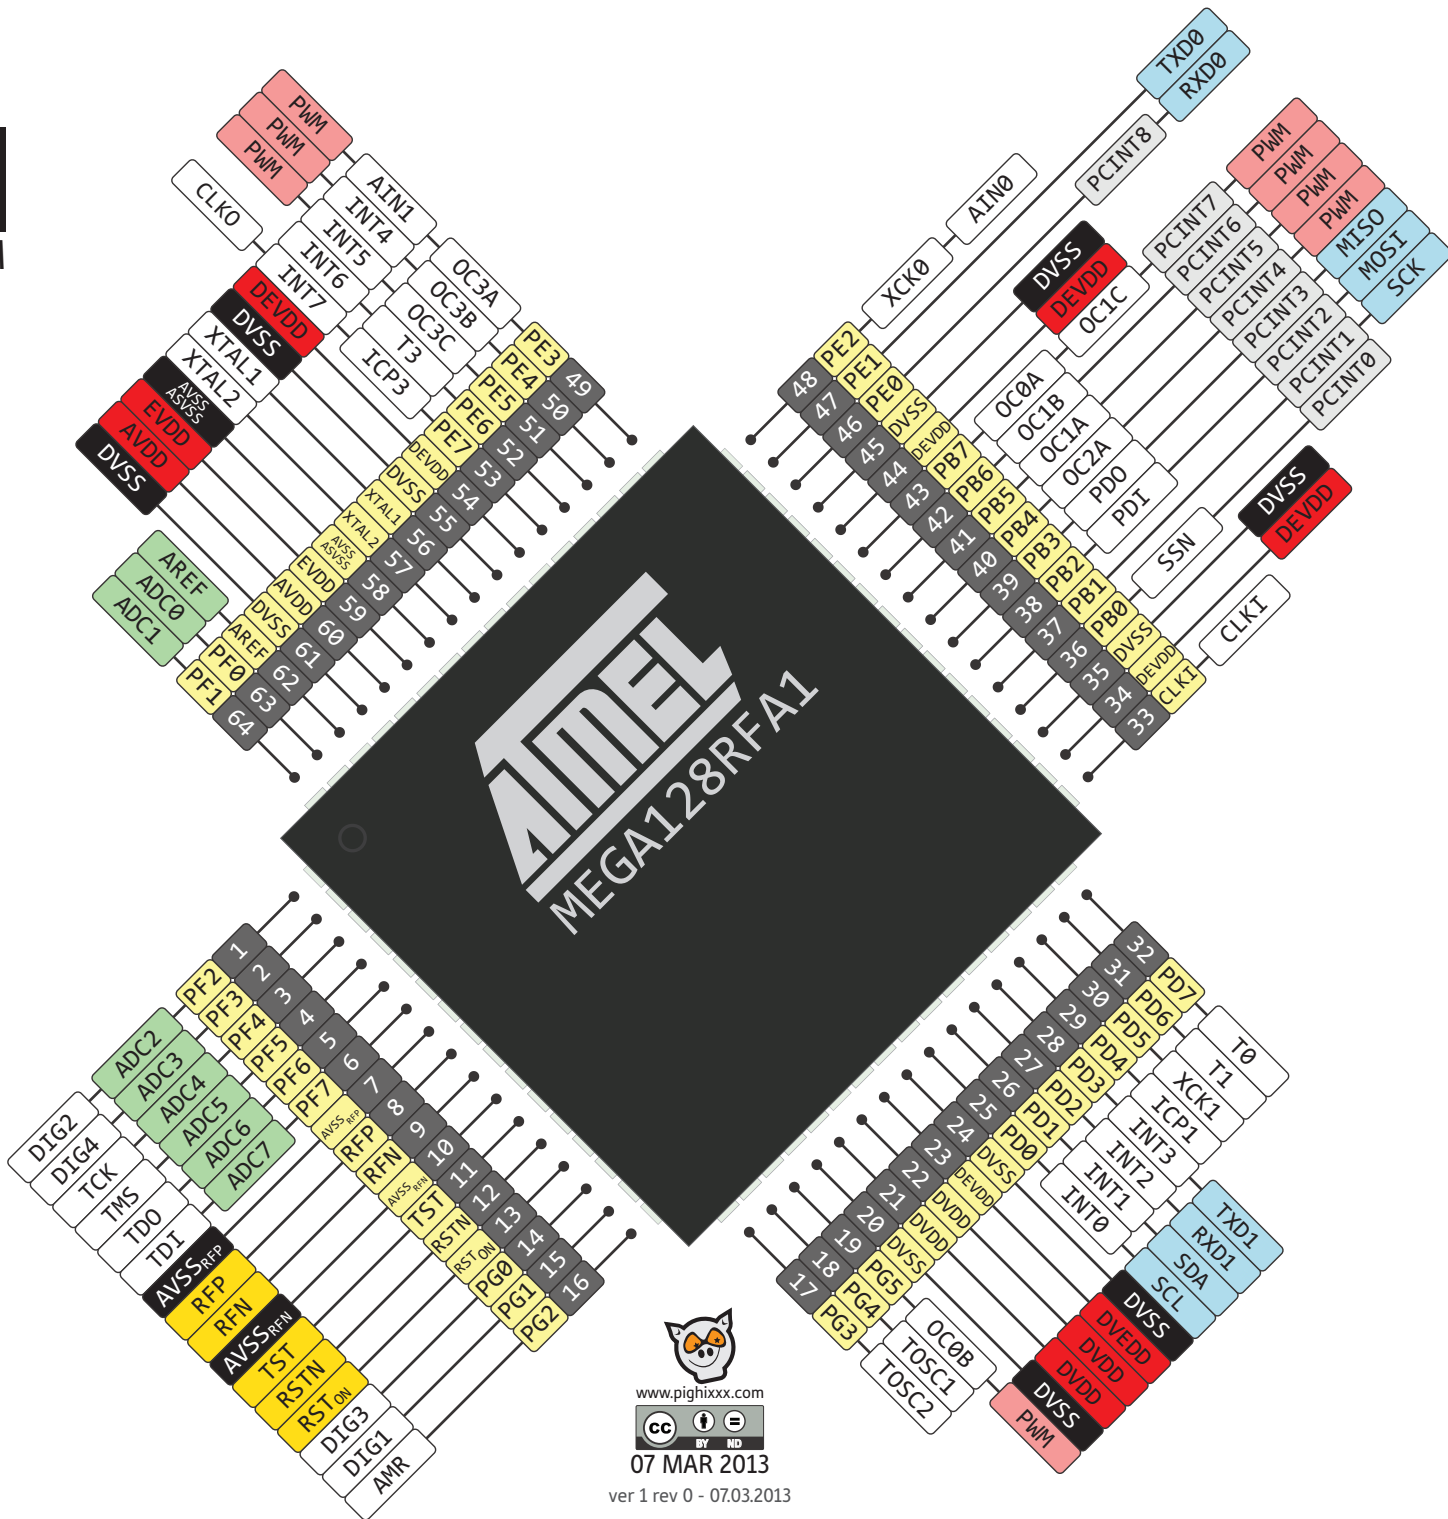 PWM
PWM
PWM
CLKO
AIN1
INT4
INT5
INT6
INT7
DEVDD
DVSS
XTAL1
XTAL2
AVSS
ASVSS
EVDD
AVDD
DVSS
AREF
ADC0
ADC1
OC3A
OC3B
OC3C
T3
ICP3
PE3 49
PE4 50
PE5 51
PE6 52
PE7 53
DEVDD 54
DVSS 55
XTAL1 56
XTAL2 57
AVSS
ASVSS 58
EVDD 59
AVDD 60
DVSS 61
AREF 62
PF0 63
PF1 64
TXD0
RXD0
PCINT8
AIN0
XCK0
DVSS
DEVDD
OC1C
PWM
PWM
PWM
PWM
MISO
MOSI
SCK
PCINT7
PCINT6
PCINT5
PCINT4
PCINT3
PCINT2
PCINT1
PCINT0
OC0A
OC1B
OC1A
OC2A
PDO
PDI
SSN
DVSS
DEVDD
CLKI
48 PE2
47 PE1
46 PE0
45 DVSS
44 DEVDD
43 PB7
42 PB6
41 PB5
40 PB4
39 PB3
38 PB2
37 PB1
36 PB0
35 DVSS
34 DEVDD
33 CLKI
ATMEL
MEGA128RFA1
1 PF2
2 PF3
3 PF4
4 PF5
5 PF6
6 PF7
7 AVSS RFP
8 RFP
9 RFN
10 AVSS RFN
11 TST
12 RSTN
13 RST ON
14 PG0
15 PG1
16 PG2
ADC2
ADC3
ADC4
ADC5
ADC6
ADC7
DIG2
DIG4
TCK
TMS
TDO
TDI
AVSS RFP
RFP
RFN
AVSS RFN
TST
RSTN
RST ON
DIG3
DIG1
AMR
32 PD7
31 PD6
30 PD5
29 PD4
28 PD3
27 PD2
26 PD1
25 PD0
24 DVSS
23 DEVDD
22 DVDD
21 DVDD
20 DVSS
19 PG5
18 PG4
17 PG3
T0
T1
XCK1
ICP1
INT3
INT2
INT1
INT0
TXD1
RXD1
SDA
SCL
DVSS
DVEDD
DVDD
DVDD
DVSS
PWM
OC0B
TOSC1
TOSC2
www.pighixxx.com
cc
BY ND
07 MAR 2013
ver 1 rev 0 - 07.03.2013